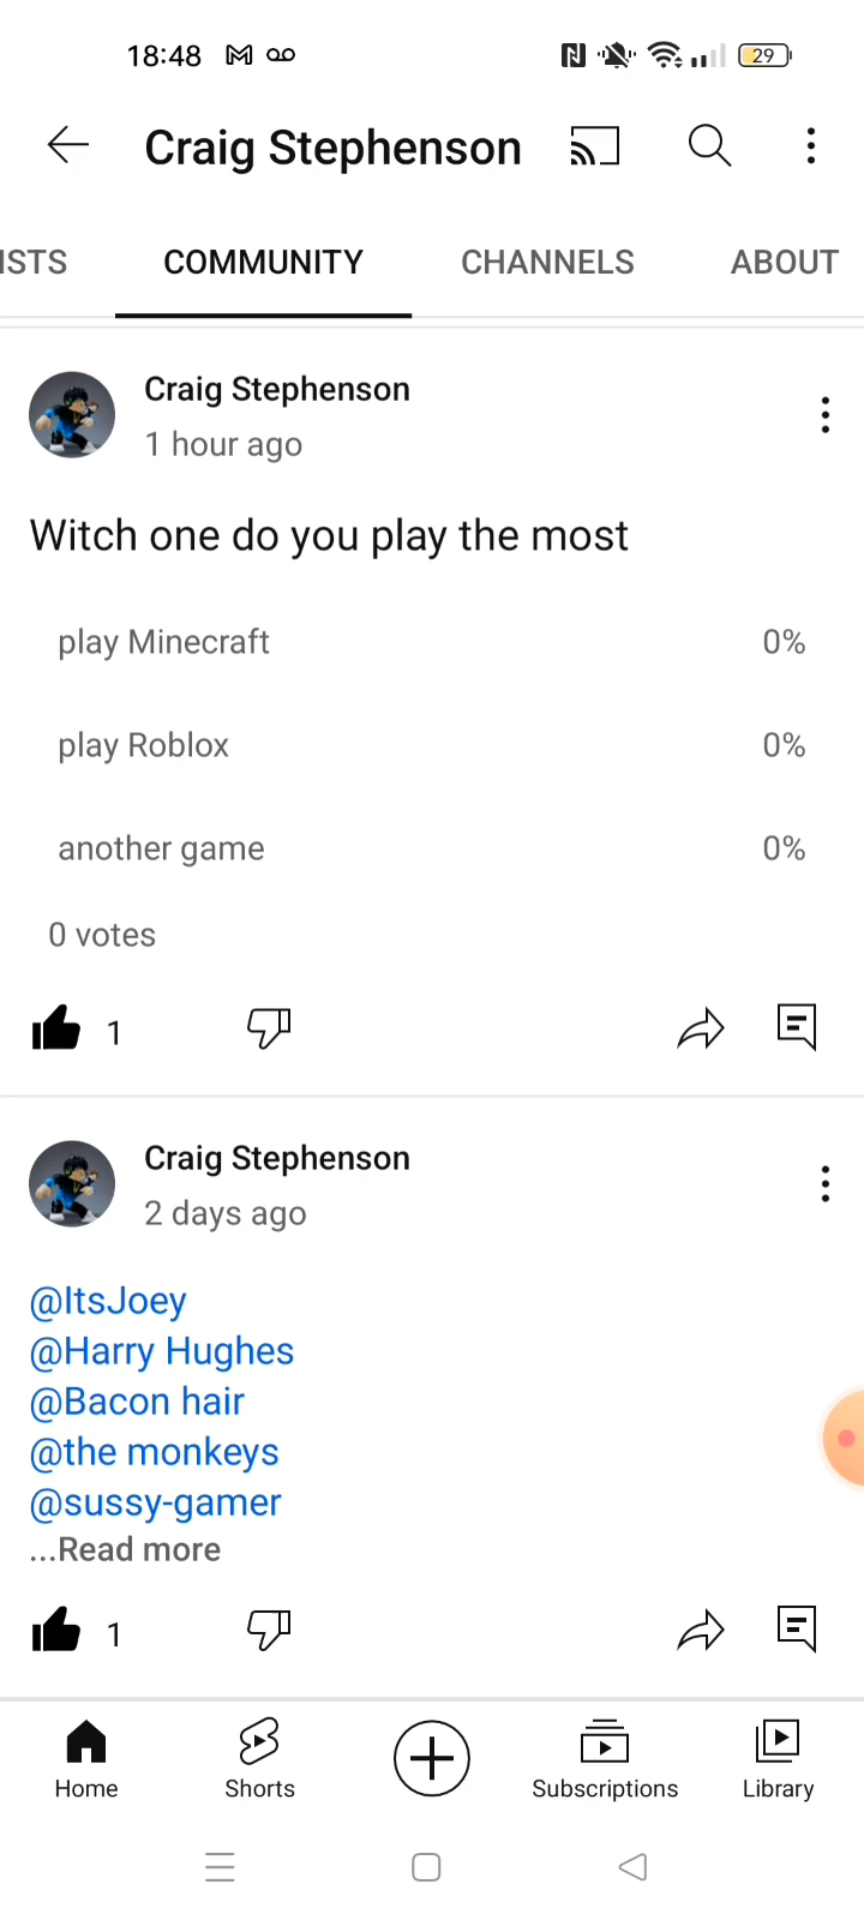 18:48 29
Craig Stephenson
ISTS COMMUNITY CHANNELS ABOUT
Craig Stephenson
1 hour ago
Witch one do you play the most
play Minecraft 0%
play Roblox 0%
another game 0%
0 votes
1
Craig Stephenson
2 days ago
@ItsJoey
@Harry Hughes
@Bacon hair
@the monkeys
@sussy-gamer
...Read more
1
Home Shorts Subscriptions Library